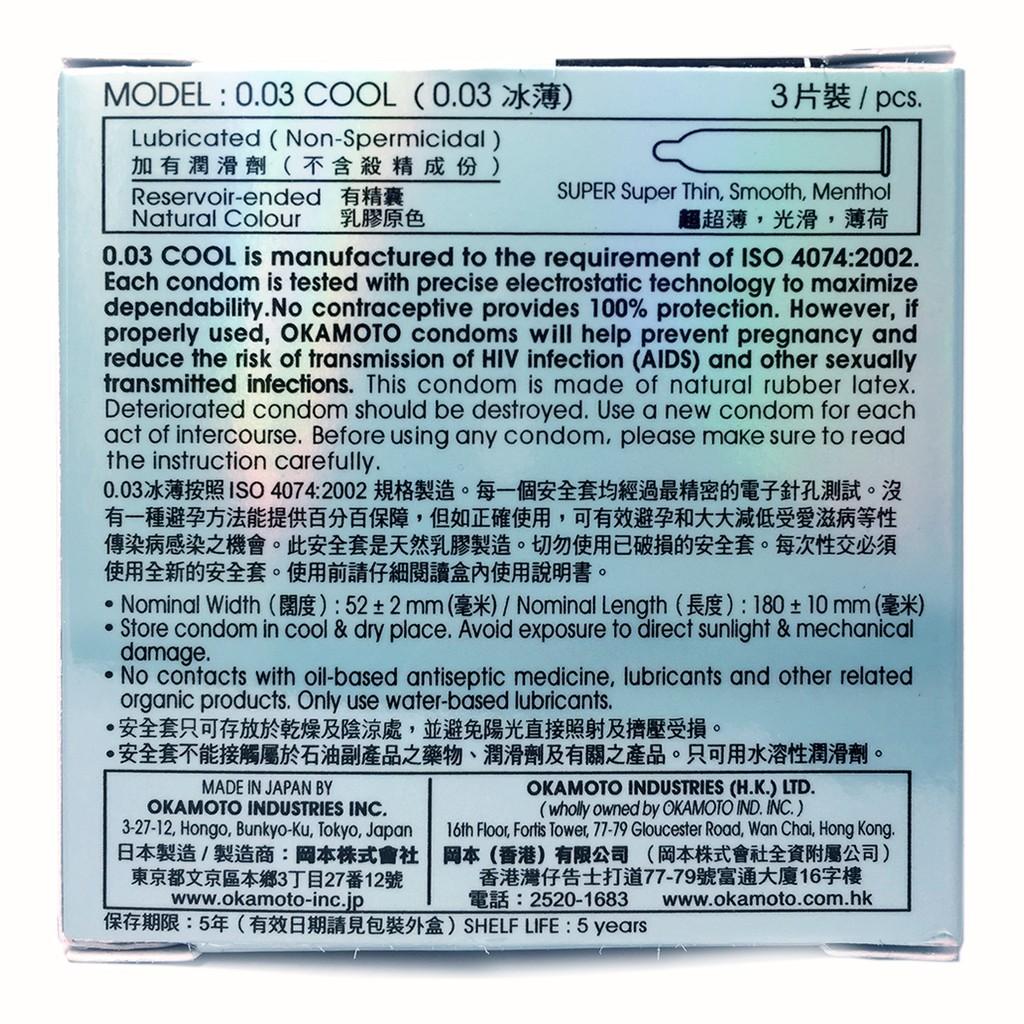 MODEL : 0.03 COOL ( 0.03 冰薄)
3片裝 / pcs.
Lubricated ( Non-Spermicidal )
加有潤滑劑 ( 不含殺精成份 )
Reservoir-ended 有精囊
Natural Colour 乳膠原色
SUPER Super Thin, Smooth, Menthol
超超薄，光滑，薄荷
0.03 COOL is manufactured to the requirement of ISO 4074:2002.
Each condom is tested with precise electrostatic technology to maximize
dependability.No contraceptive provides 100% protection. However, if
properly used, OKAMOTO condoms will help prevent pregnancy and
reduce the risk of transmission of HIV infection (AIDS) and other sexually
transmitted infections. This condom is made of natural rubber latex.
Deteriorated condom should be destroyed. Use a new condom for each
act of intercourse. Before using any condom, please make sure to read
the instruction carefully.
0.03冰薄按照 ISO 4074:2002 規格製造。每一個安全套均經過最精密的電子針孔測試。沒
有一種避孕方法能提供百分百保障，但如正確使用，可有效避孕和大大減低受愛滋病等性
傳染病感染之機會。此安全套是天然乳膠製造。切勿使用已破損的安全套。每次性交必須
使用全新的安全套。使用前請仔細閱讀盒內使用說明書。
• Nominal Width (闊度) : 52 ± 2 mm (毫米) / Nominal Length (長度) : 180 ± 10 mm (毫米)
• Store condom in cool & dry place. Avoid exposure to direct sunlight & mechanical
damage.
• No contacts with oil-based antiseptic medicine, lubricants and other related
organic products. Only use water-based lubricants.
• 安全套只可存放於乾燥及陰涼處，並避免陽光直接照射及擠壓受損。
• 安全套不能接觸屬於石油副產品之藥物、潤滑劑及有關之產品。只可用水溶性潤滑劑。
MADE IN JAPAN BY
OKAMOTO INDUSTRIES INC.
3-27-12, Hongo, Bunkyo-Ku, Tokyo, Japan
日本製造 / 製造商：岡本株式會社
東京都文京區本鄉3丁目27番12號
www.okamoto-inc.jp
OKAMOTO INDUSTRIES (H.K.) LTD.
( wholly owned by OKAMOTO IND. INC. )
16th Floor, Fortis Tower, 77-79 Gloucester Road, Wan Chai, Hong Kong.
岡本 (香港) 有限公司 (岡本株式會社全資附屬公司)
香港灣仔告士打道77-79號富通大廈16字樓
電話：2520-1683 www.okamoto.com.hk
保存期限：5年 (有效日期請見包裝外盒) SHELF LIFE : 5 years